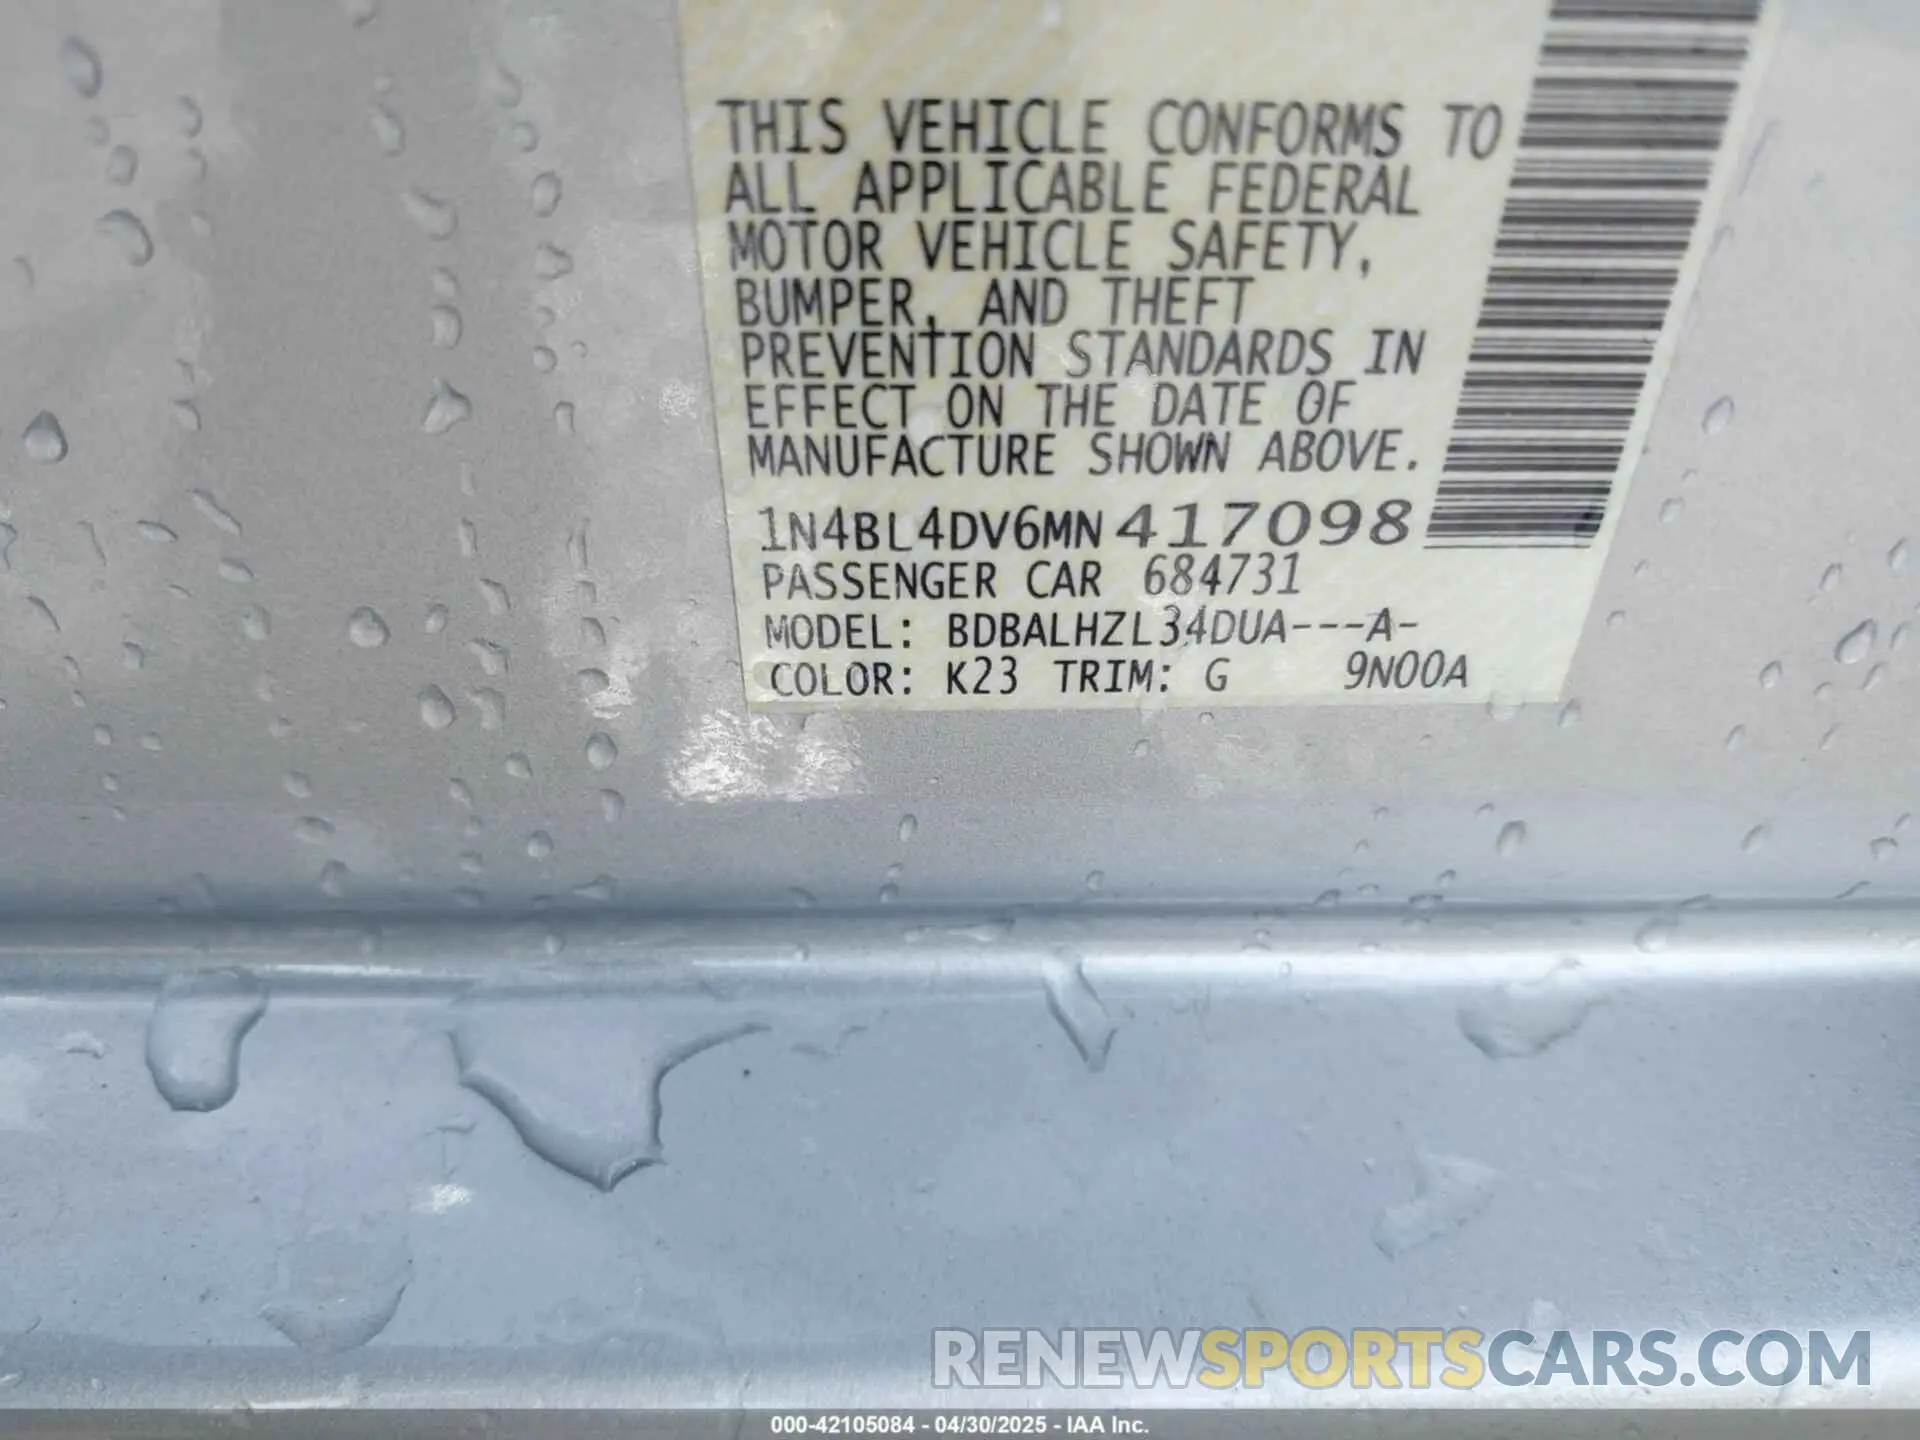 THIS VEHICLE CONFORMS TO
ALL APPLICABLE FEDERAL
MOTOR VEHICLE SAFETY,
BUMPER, AND THEFT
PREVENTION STANDARDS IN
EFFECT ON THE DATE OF
MANUFACTURE SHOWN ABOVE.
1N4BL4DV6MN417098
PASSENGER CAR 684731
MODEL: BDBALHZL34DUA---A-
COLOR: K23 TRIM: G 9N00A
RENEWSPORTSCARS.COM
000-42105084 - 04/30/2025 - IAA Inc.